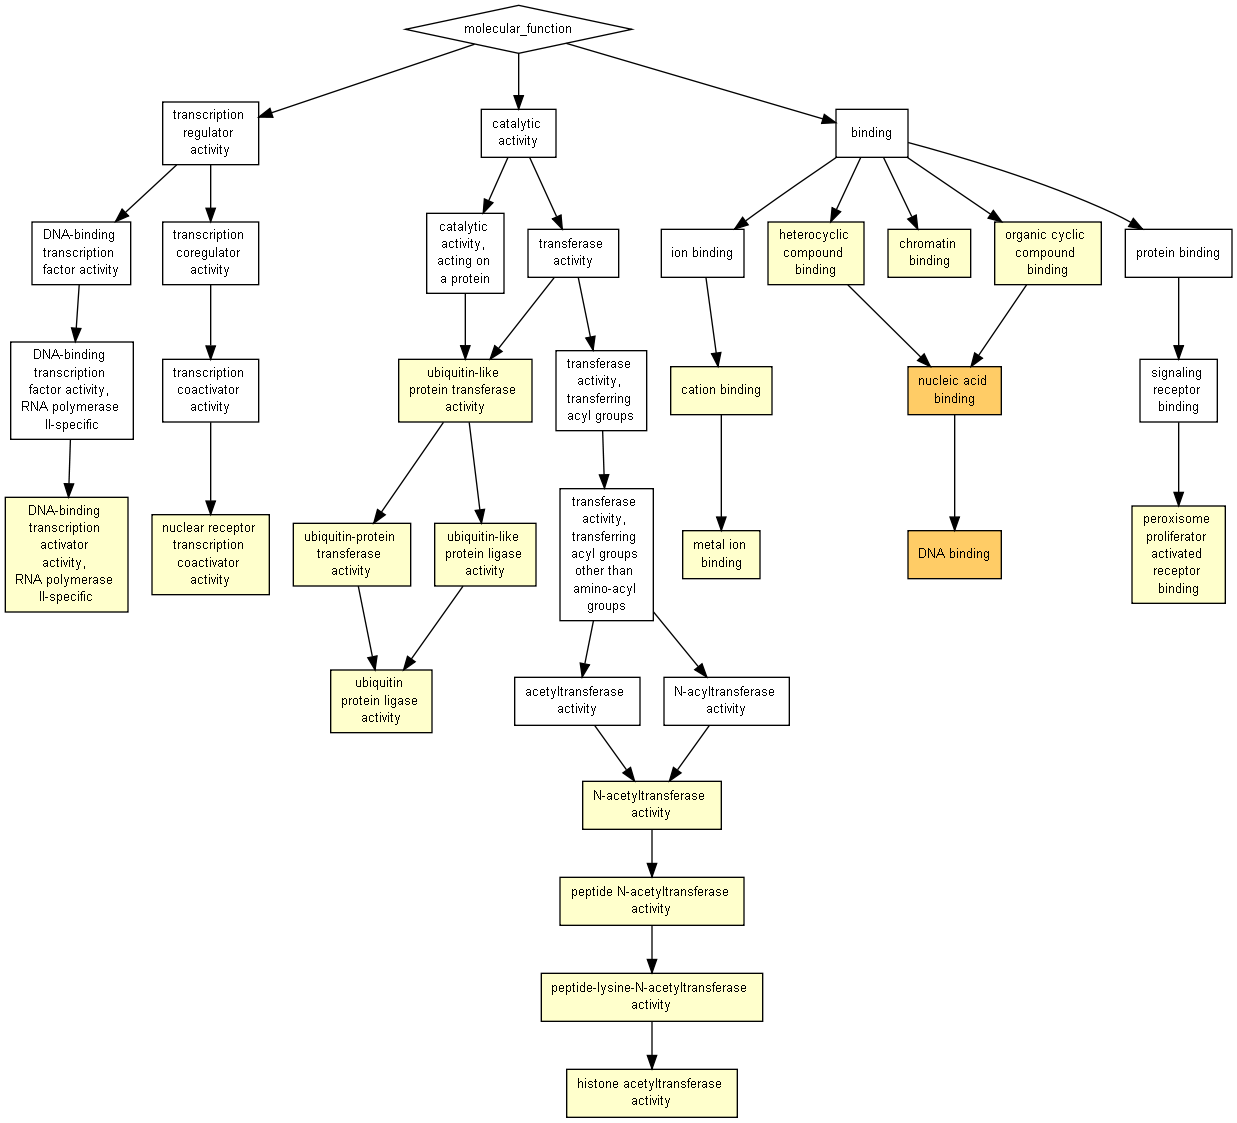 molecular_function
transcription
regulator
activity
catalytic
activity
binding
DNA-binding
transcription
factor activity
transcription
coregulator
activity
catalytic
activity,
acting on
a protein
transferase
activity
ion binding
heterocyclic
compound
binding
chromatin
binding
organic cyclic
compound
binding
protein binding
DNA-binding
transcription
factor activity,
RNA polymerase
II-specific
transcription
coactivator
activity
ubiquitin-like
protein transferase
activity
transferase
activity,
transferring
acyl groups
cation binding
nucleic acid
binding
signaling
receptor
binding
DNA-binding
transcription
activator
activity,
RNA polymerase
II-specific
nuclear receptor
transcription
coactivator
activity
ubiquitin-protein
transferase
activity
ubiquitin-like
protein ligase
activity
transferase
activity,
transferring
acyl groups
other than
amino-acyl
groups
metal ion
binding
DNA binding
peroxisome
proliferator
activated
receptor
binding
ubiquitin
protein ligase
activity
acetyltransferase
activity
N-acyltransferase
activity
N-acetyltransferase
activity
peptide N-acetyltransferase
activity
peptide-lysine-N-acetyltransferase
activity
histone acetyltransferase
activity